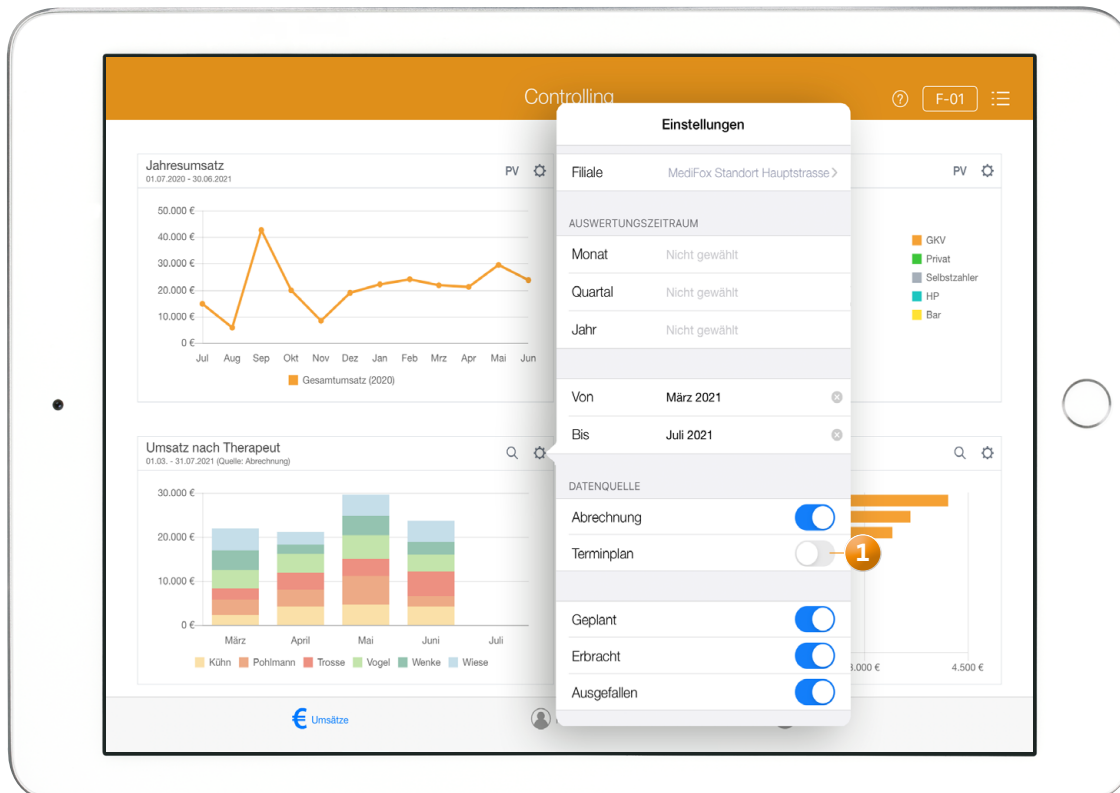 Controlling
F-01
Jahresumsatz
01.07.2020 - 30.06.2021
PV
50.000 €
40.000 €
30.000 €
20.000 €
10.000 €
0 €
Jul Aug Sep Okt Nov Dez Jan Feb Mrz Apr Mai Jun
Gesamtumsatz (2020)
Umsatz nach Therapeut
01.03. - 31.07.2021 (Quelle: Abrechnung)
30.000 €
20.000 €
10.000 €
0 €
März April Mai Juni Juli
Kühn Pohlmann Trosse Vogel Wenke Wiese
Einstellungen
Filiale MediFox Standort Hauptstrasse
AUSWERTUNGSZEITRAUM
Monat Nicht gewählt
Quartal Nicht gewählt
Jahr Nicht gewählt
Von März 2021
Bis Juli 2021
DATENQUELLE
Abrechnung
Terminplan
1
Geplant
Erbracht
Ausgefallen
PV
GKV
Privat
Selbstzahler
HP
Bar
4.500 €
€ Umsätze